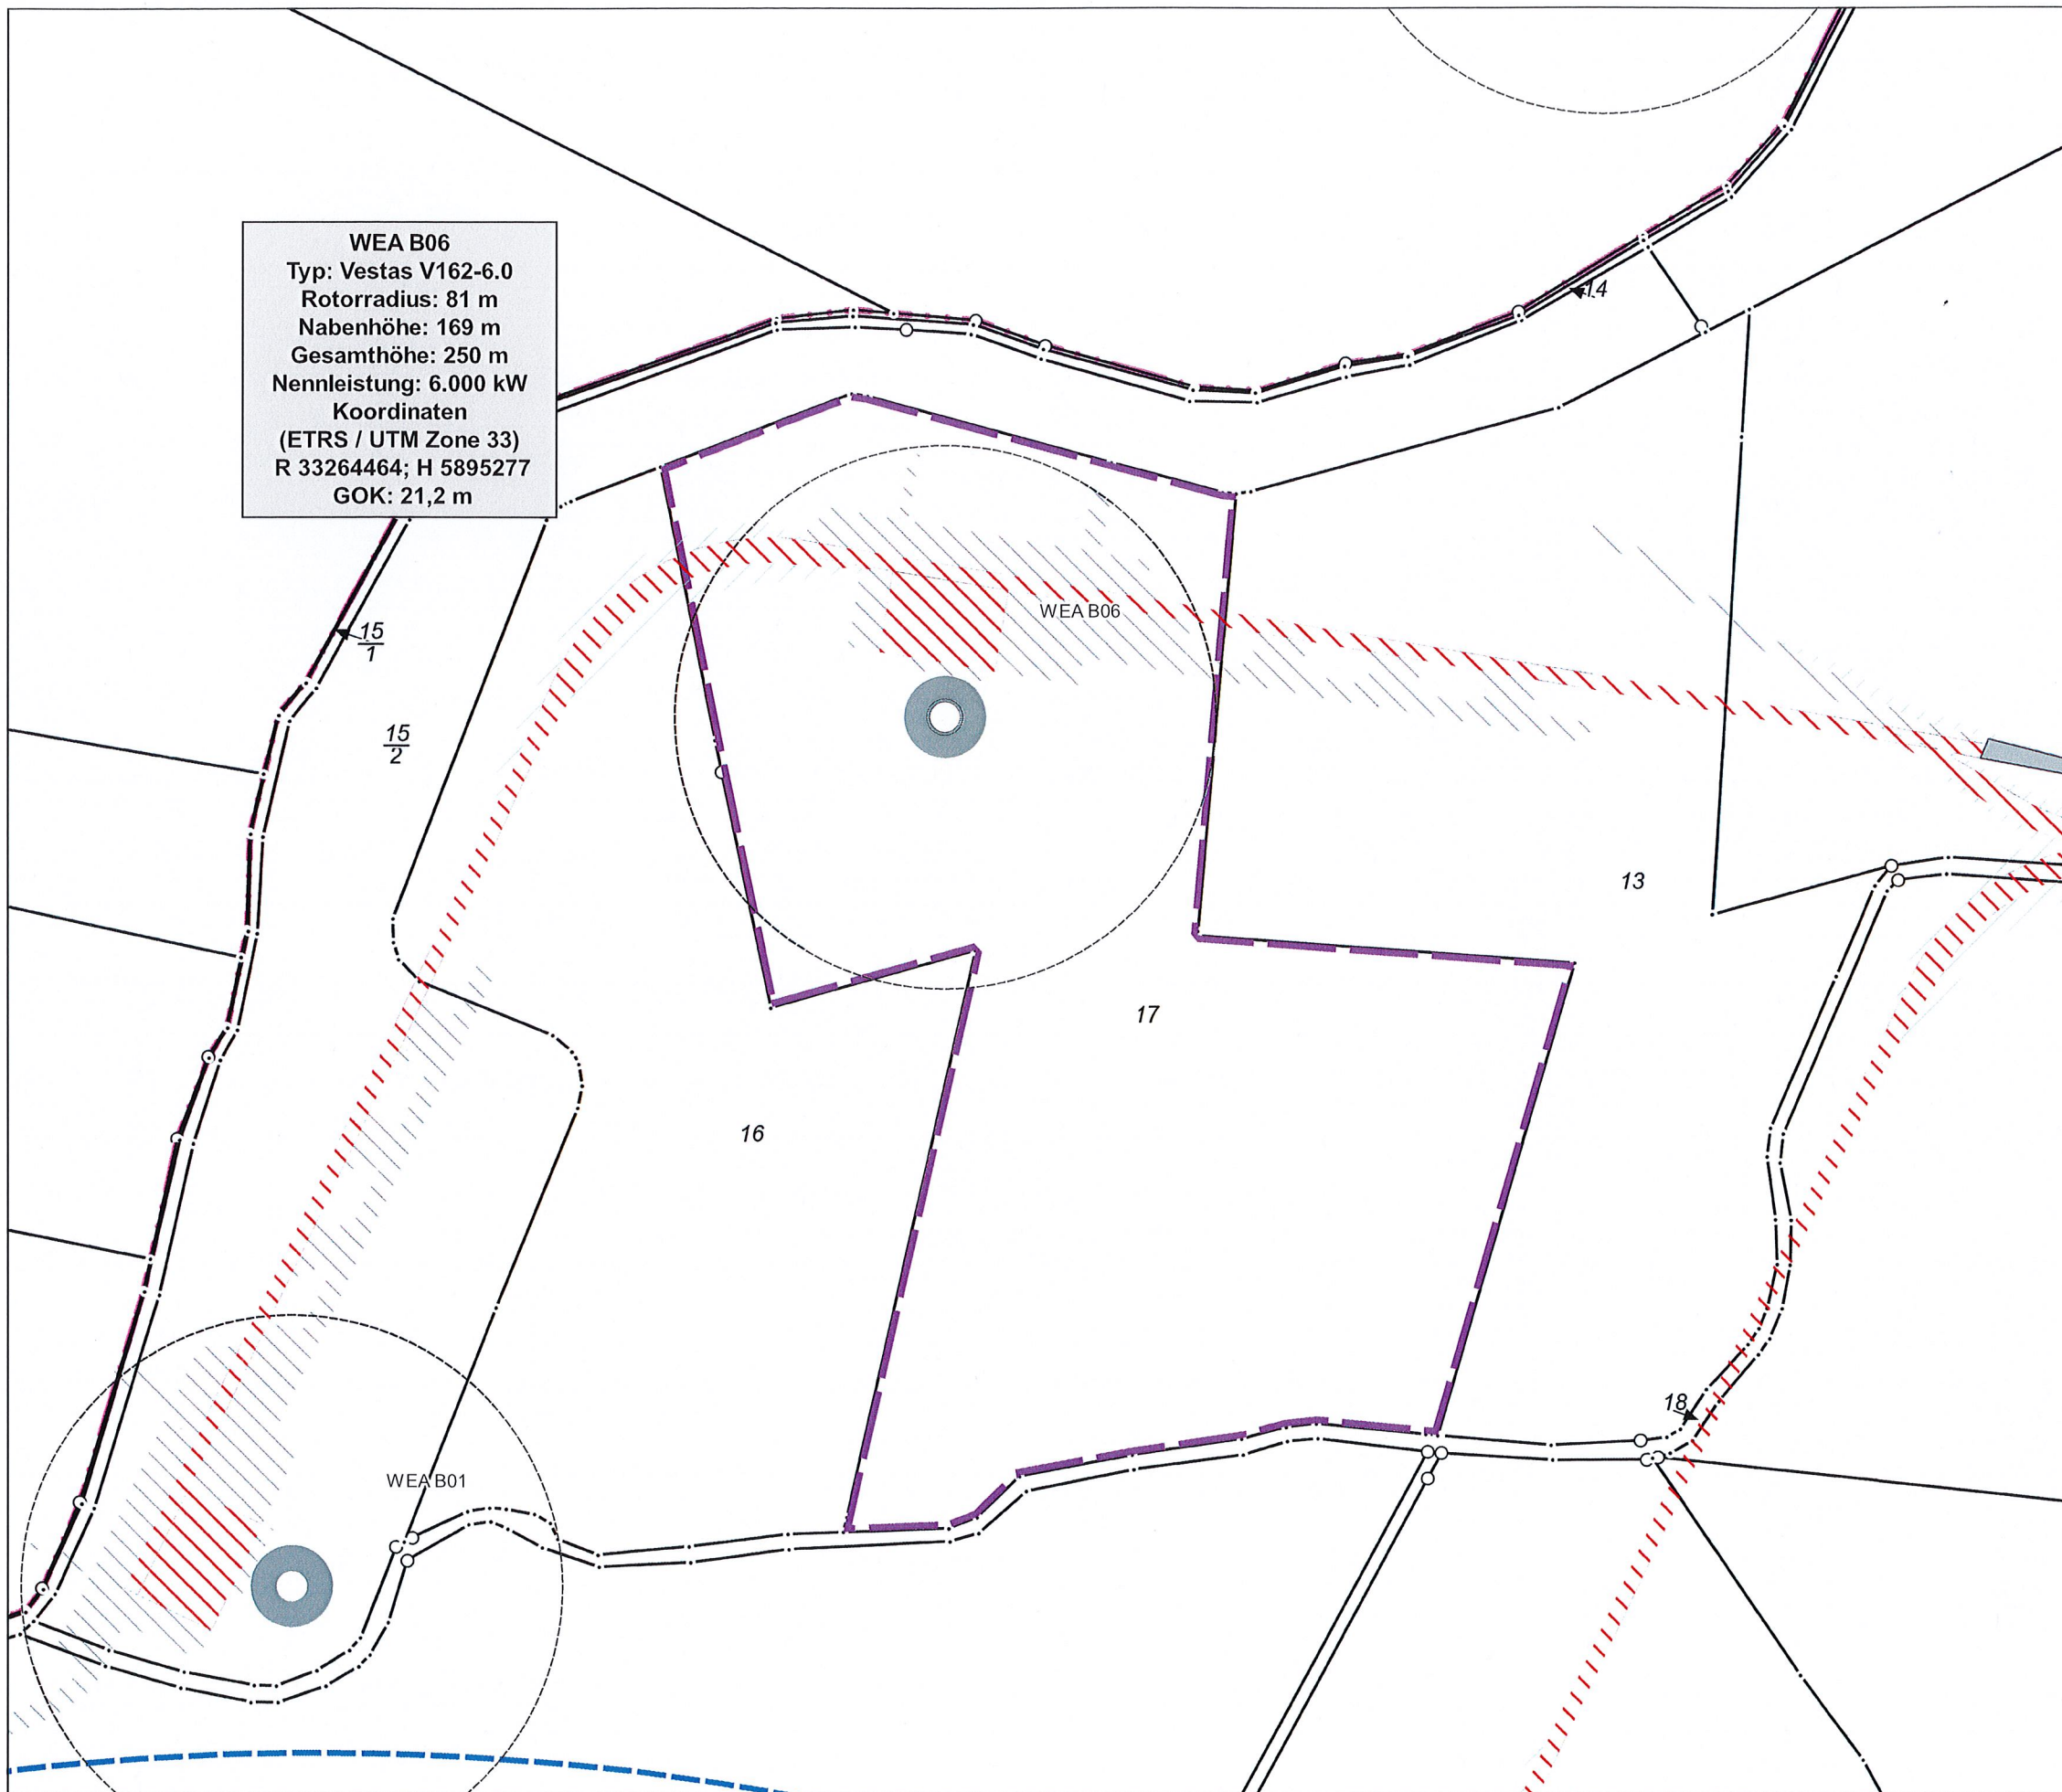 WEA B06
Typ: Vestas V162-6.0
Rotorradius: 81 m
Nabenhöhe: 169 m
Gesamthöhe: 250 m
Nennleistung: 6.000 kW
Koordinaten
(ETRS / UTM Zone 33)
R 33264464; H 5895277
GOK: 21,2 m
14
WEA B06
15
1
15
2
13
17
16
18
WEA B01